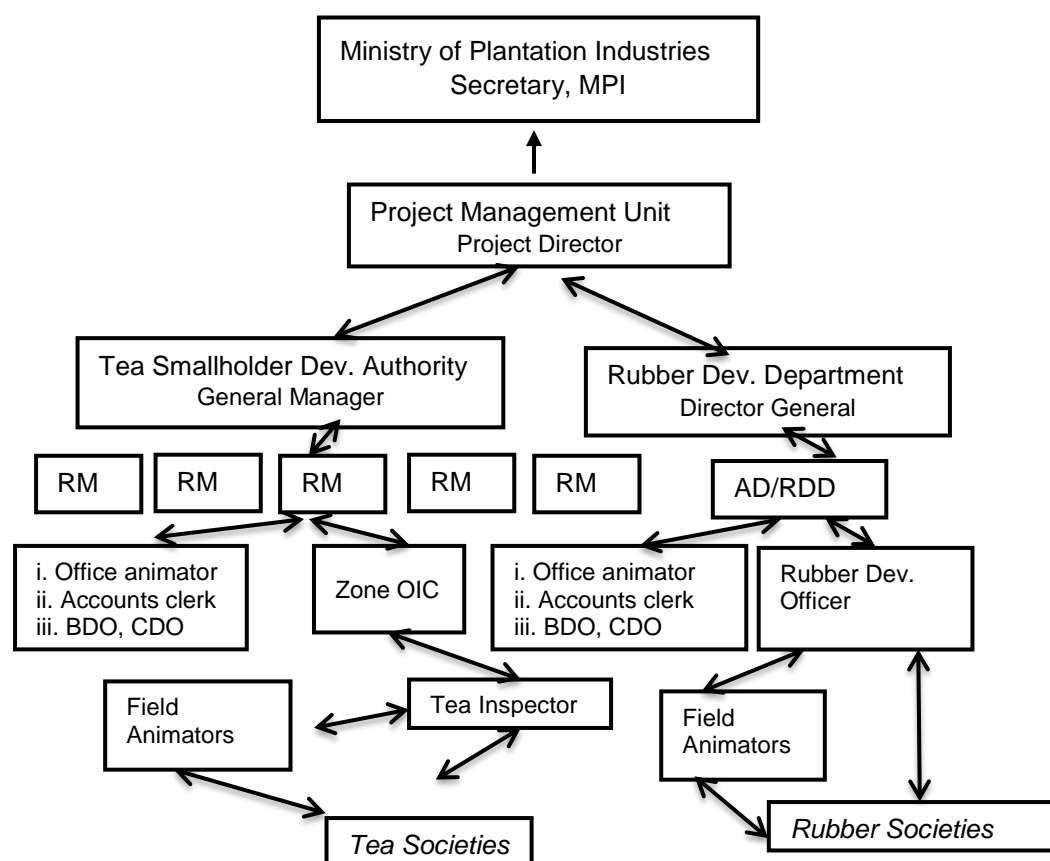 Ministry of Plantation Industries
Secretary, MPI
Project Management Unit
Project Director
Tea Smallholder Dev. Authority
General Manager
Rubber Dev. Department
Director General
RM
RM
RM
RM
RM
AD/RDD
i. Office animator
ii. Accounts clerk
iii. BDO, CDO
Zone OIC
i. Office animator
ii. Accounts clerk
iii. BDO, CDO
Rubber Dev.
Officer
Field
Animators
Tea Inspector
Field
Animators
Tea Societies
Rubber Societies